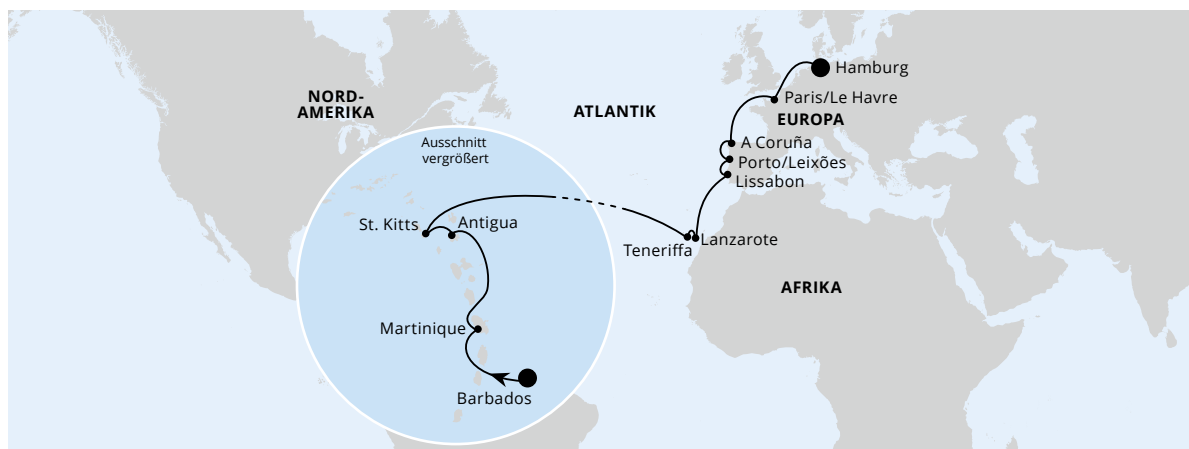 NORD-
AMERIKA
ATLANTIK
Hamburg
Paris/Le Havre
EUROPA
A Coruña
Porto/Leixões
Lissabon
Ausschnitt
vergrößert
St. Kitts
Antigua
Teneriffa
Lanzarote
AFRIKA
Martinique
Barbados